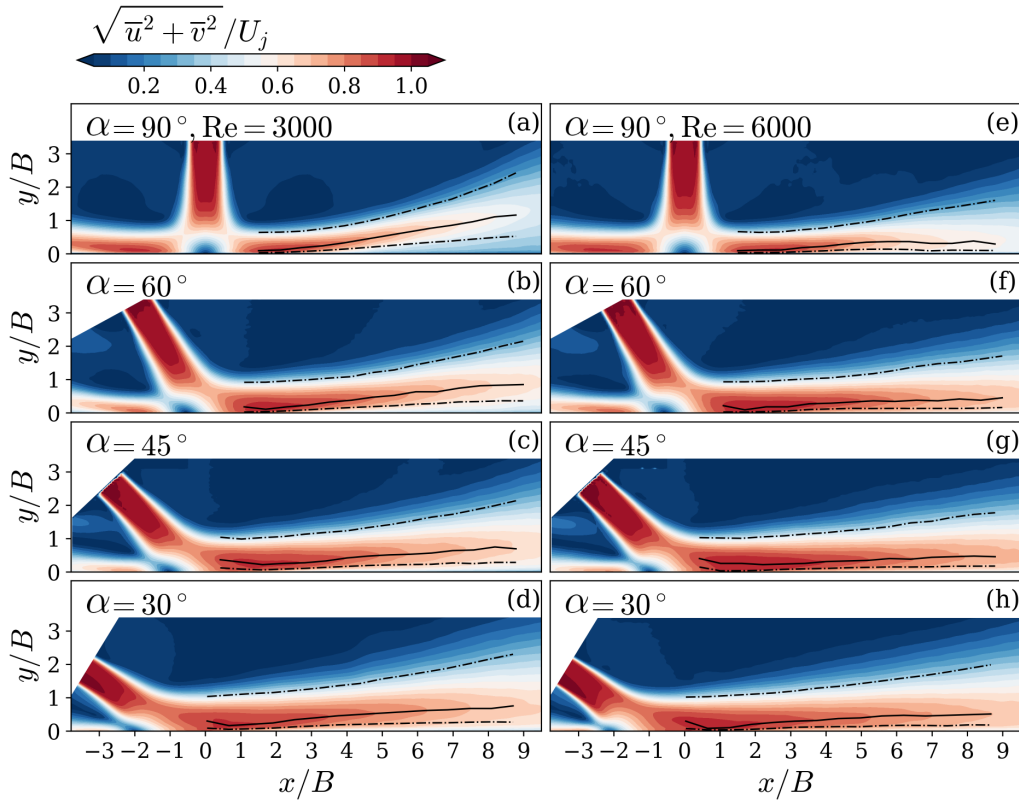 √(u̅² + v̅²)/U_j
0.2 0.4 0.6 0.8 1.0
α = 90°, Re = 3000 (a)
y/B
3
2
1
0
α = 90°, Re = 6000 (e)
α = 60° (b)
y/B
3
2
1
0
α = 60° (f)
α = 45° (c)
y/B
3
2
1
0
α = 45° (g)
α = 30° (d)
y/B
3
2
1
0
α = 30° (h)
−3 −2 −1 0 1 2 3 4 5 6 7 8 9
x/B
−3 −2 −1 0 1 2 3 4 5 6 7 8 9
x/B